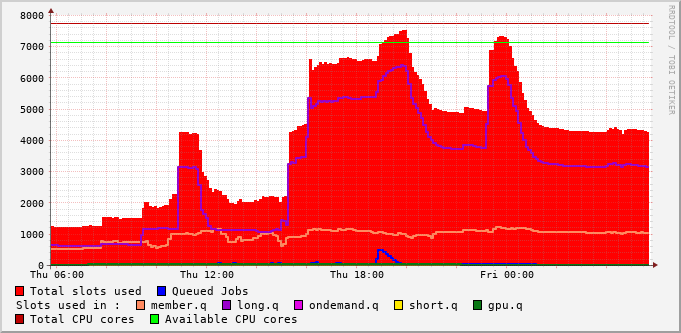 8000
7000
6000
5000
4000
3000
2000
1000
0
Thu 06:00 Thu 12:00 Thu 18:00 Fri 00:00
Total slots used Queued Jobs
Slots used in : member.q long.q ondemand.q short.q gpu.q
Total CPU cores Available CPU cores
RRDTOOL / TOBI OETIKER